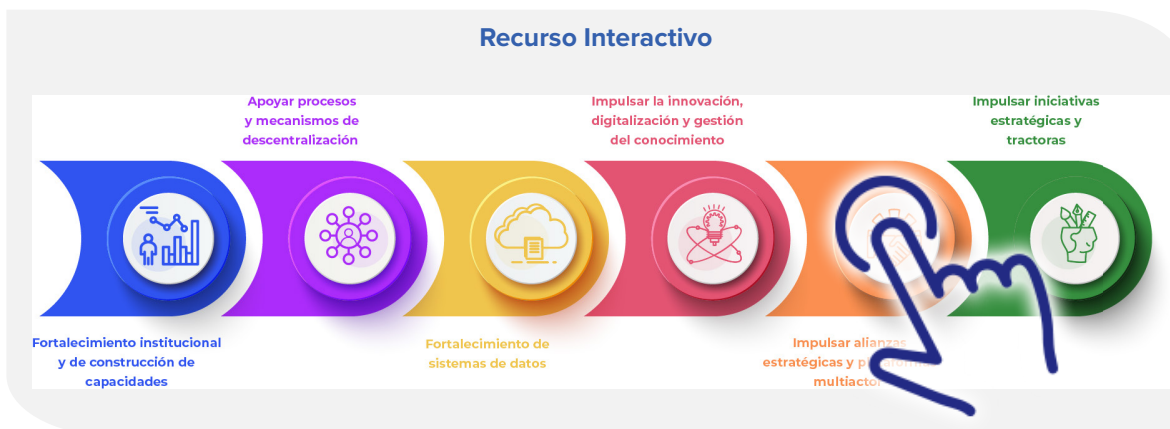 Recurso Interactivo
Apoyar procesos
y mecanismos de
descentralización
Impulsar la innovación,
digitalización y gestión
del conocimiento
Impulsar iniciativas
estratégicas y
tractoras
Fortalecimiento institucional
y de construcción de
capacidades
Fortalecimiento de
sistemas de datos
Impulsar alianzas
estratégicas y